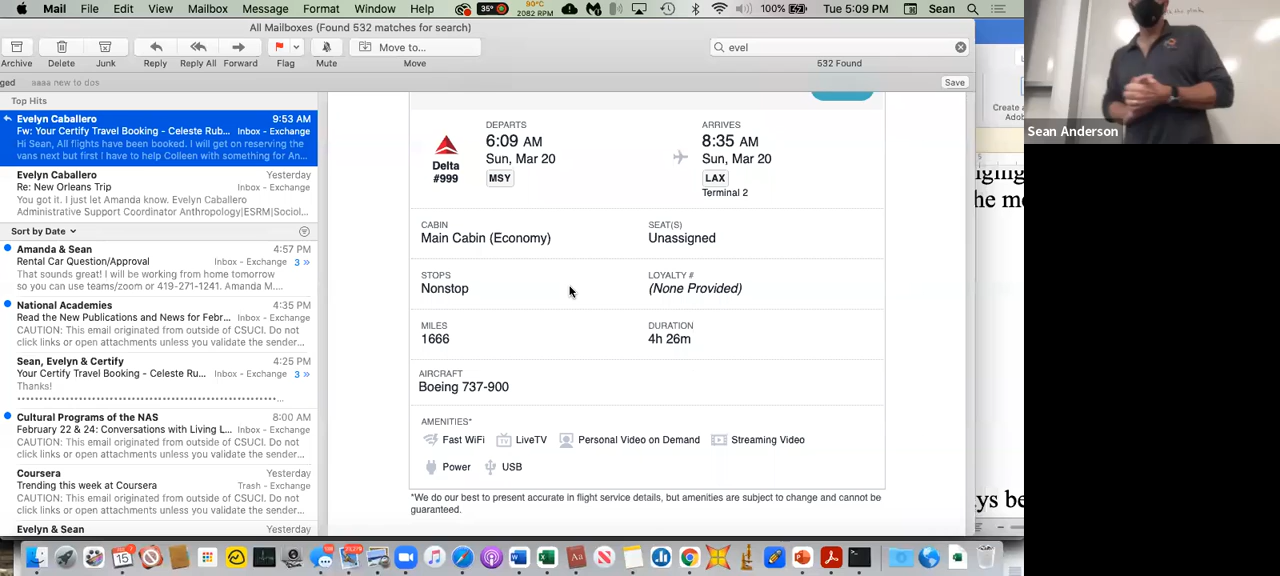 Mail File Edit View Mailbox Message Format Window Help 35° 90°C 2082 RPM 100% Tue 5:09 PM Sean
All Mailboxes (Found 532 matches for search)
Archive Delete Junk Reply Reply All Forward Flag Mute Move to... Move
evel
532 Found
ged aaaa new to dos Save
Top Hits
Evelyn Caballero 9:53 AM
Fw: Your Certify Travel Booking - Celeste Rub... Inbox - Exchange
Hi Sean, All flights have been booked. I will get on reserving the
vans next but first I have to help Colleen with something for An...
Evelyn Caballero Yesterday
Re: New Orleans Trip Inbox - Exchange
You got it. I just let Amanda know. Evelyn Caballero
Administrative Support Coordinator Anthropology|ESRM|Sociol...
Sort by Date
Amanda & Sean 4:57 PM
Rental Car Question/Approval Inbox - Exchange 3 »
That sounds great! I will be working from home tomorrow
so you can use teams/zoom or 419-271-1241. Amanda M....
National Academies 4:35 PM
Read the New Publications and News for Febr... Inbox - Exchange
CAUTION: This email originated from outside of CSUCI. Do not
click links or open attachments unless you validate the sender...
Sean, Evelyn & Certify 4:25 PM
Your Certify Travel Booking - Celeste Ru... Inbox - Exchange 3 »
Thanks!
Cultural Programs of the NAS 8:00 AM
February 22 & 24: Conversations with Living L... Inbox - Exchange
CAUTION: This email originated from outside of CSUCI. Do not
click links or open attachments unless you validate the sender...
Coursera Yesterday
Trending this week at Coursera Trash - Exchange
CAUTION: This email originated from outside of CSUCI. Do not
click links or open attachments unless you validate the sender...
Evelyn & Sean Yesterday
Delta
#999
DEPARTS
6:09 AM
Sun, Mar 20
MSY
ARRIVES
8:35 AM
Sun, Mar 20
LAX
Terminal 2
CABIN
Main Cabin (Economy)
SEAT(S)
Unassigned
STOPS
Nonstop
LOYALTY #
(None Provided)
MILES
1666
DURATION
4h 26m
AIRCRAFT
Boeing 737-900
AMENITIES*
Fast WiFi LiveTV Personal Video on Demand Streaming Video
Power USB
*We do our best to present accurate in flight service details, but amenities are subject to change and cannot be
guaranteed.
Create a
Adob
Sean Anderson
he m
ys be
15